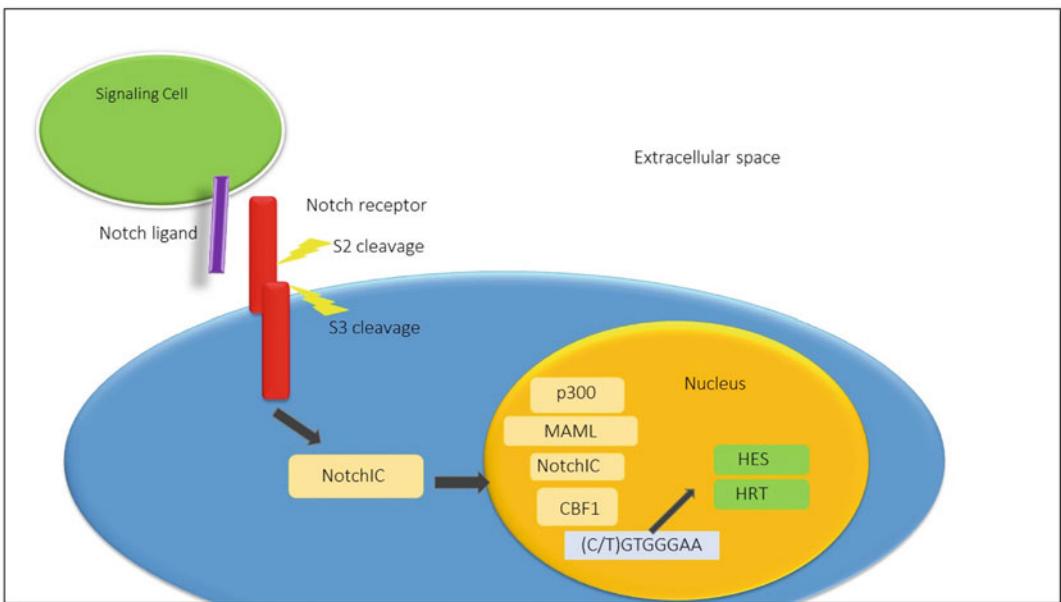 Signaling Cell
Extracellular space
Notch receptor
Notch ligand
S2 cleavage
S3 cleavage
Nucleus
p300
MAML
NotchIC
NotchIC
CBF1
HES
HRT
(C/T)GTGGGAA